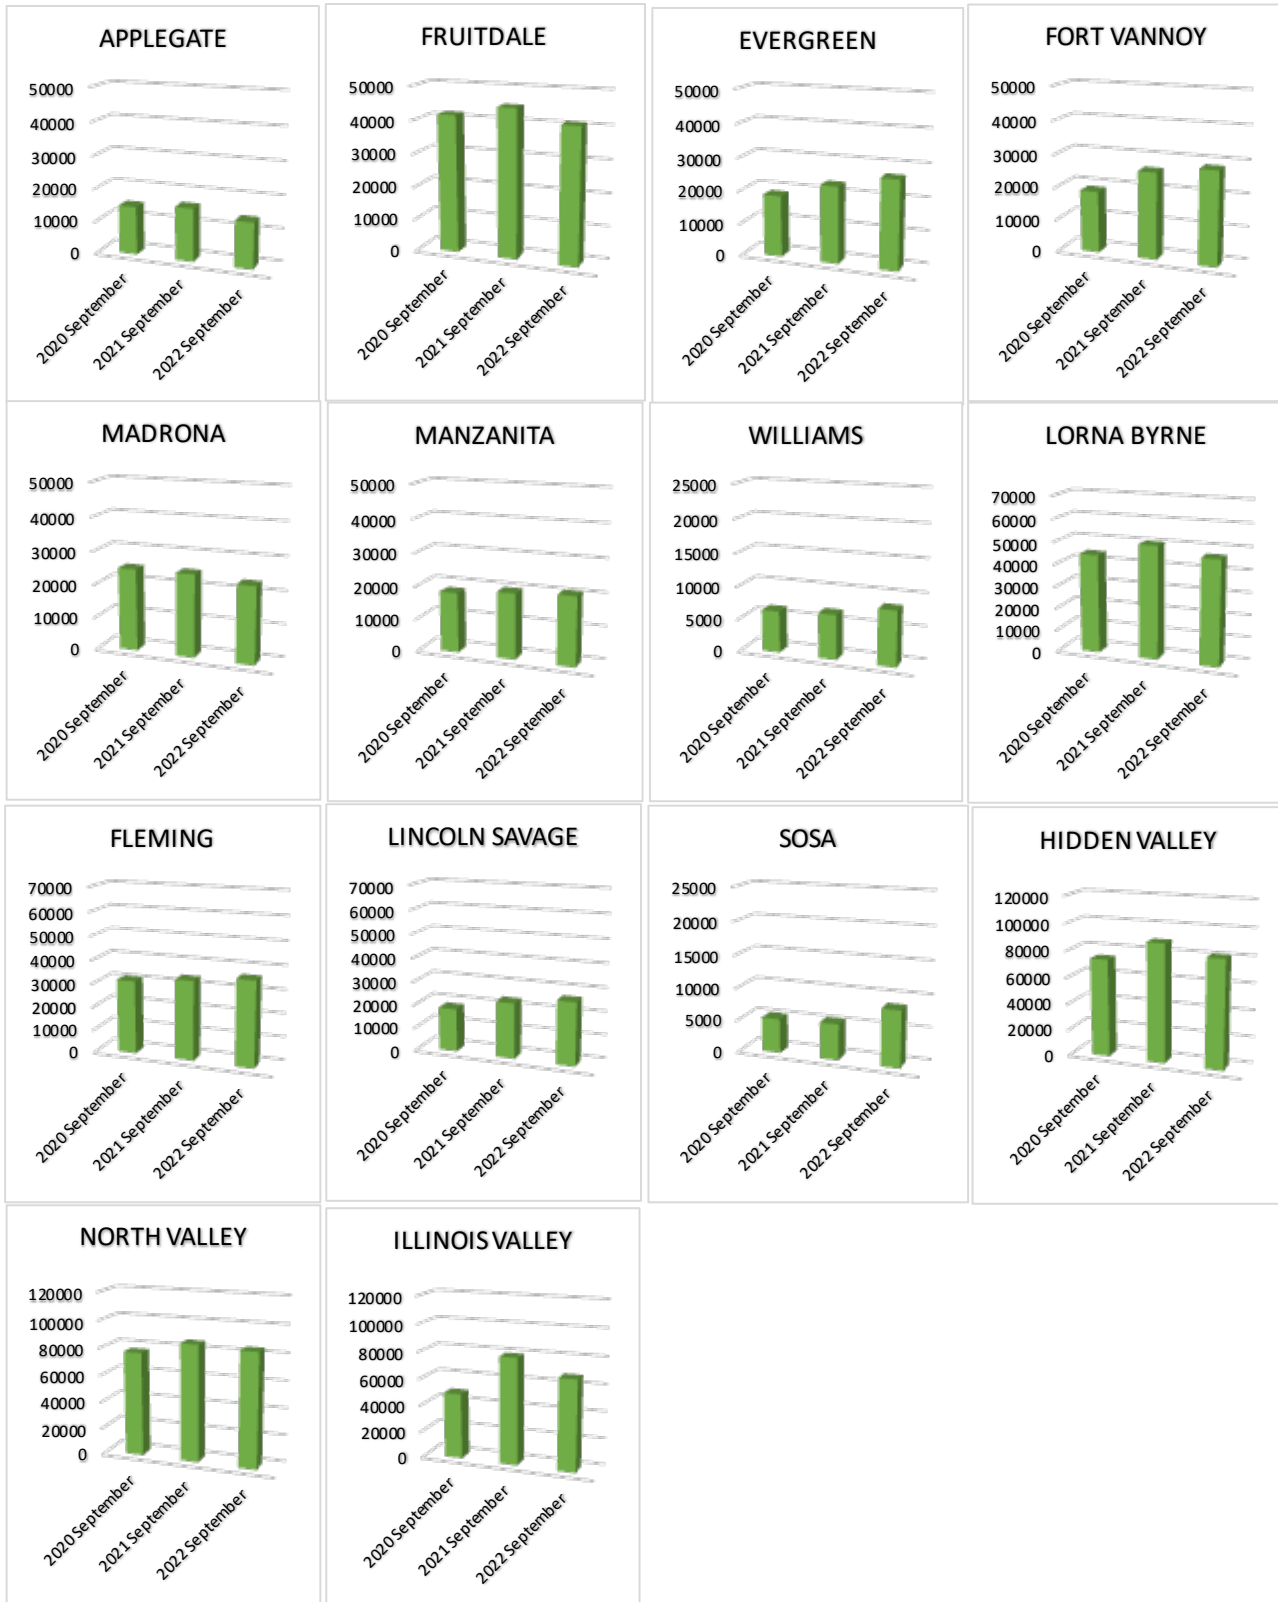 APPLEGATE
50000
40000
30000
20000
10000
0
2020 September
2021 September
2022 September
FRUITDALE
50000
40000
30000
20000
10000
0
2020 September
2021 September
2022 September
EVERGREEN
50000
40000
30000
20000
10000
0
2020 September
2021 September
2022 September
FORT VANNOY
50000
40000
30000
20000
10000
0
2020 September
2021 September
2022 September
MADRONA
50000
40000
30000
20000
10000
0
2020 September
2021 September
2022 September
MANZANITA
50000
40000
30000
20000
10000
0
2020 September
2021 September
2022 September
WILLIAMS
25000
20000
15000
10000
5000
0
2020 September
2021 September
2022 September
LORNA BYRNE
70000
60000
50000
40000
30000
20000
10000
0
2020 September
2021 September
2022 September
FLEMING
70000
60000
50000
40000
30000
20000
10000
0
2020 September
2021 September
2022 September
LINCOLN SAVAGE
70000
60000
50000
40000
30000
20000
10000
0
2020 September
2021 September
2022 September
SOSA
25000
20000
15000
10000
5000
0
2020 September
2021 September
2022 September
HIDDEN VALLEY
120000
100000
80000
60000
40000
20000
0
2020 September
2021 September
2022 September
NORTH VALLEY
120000
100000
80000
60000
40000
20000
0
2020 September
2021 September
2022 September
ILLINOIS VALLEY
120000
100000
80000
60000
40000
20000
0
2020 September
2021 September
2022 September